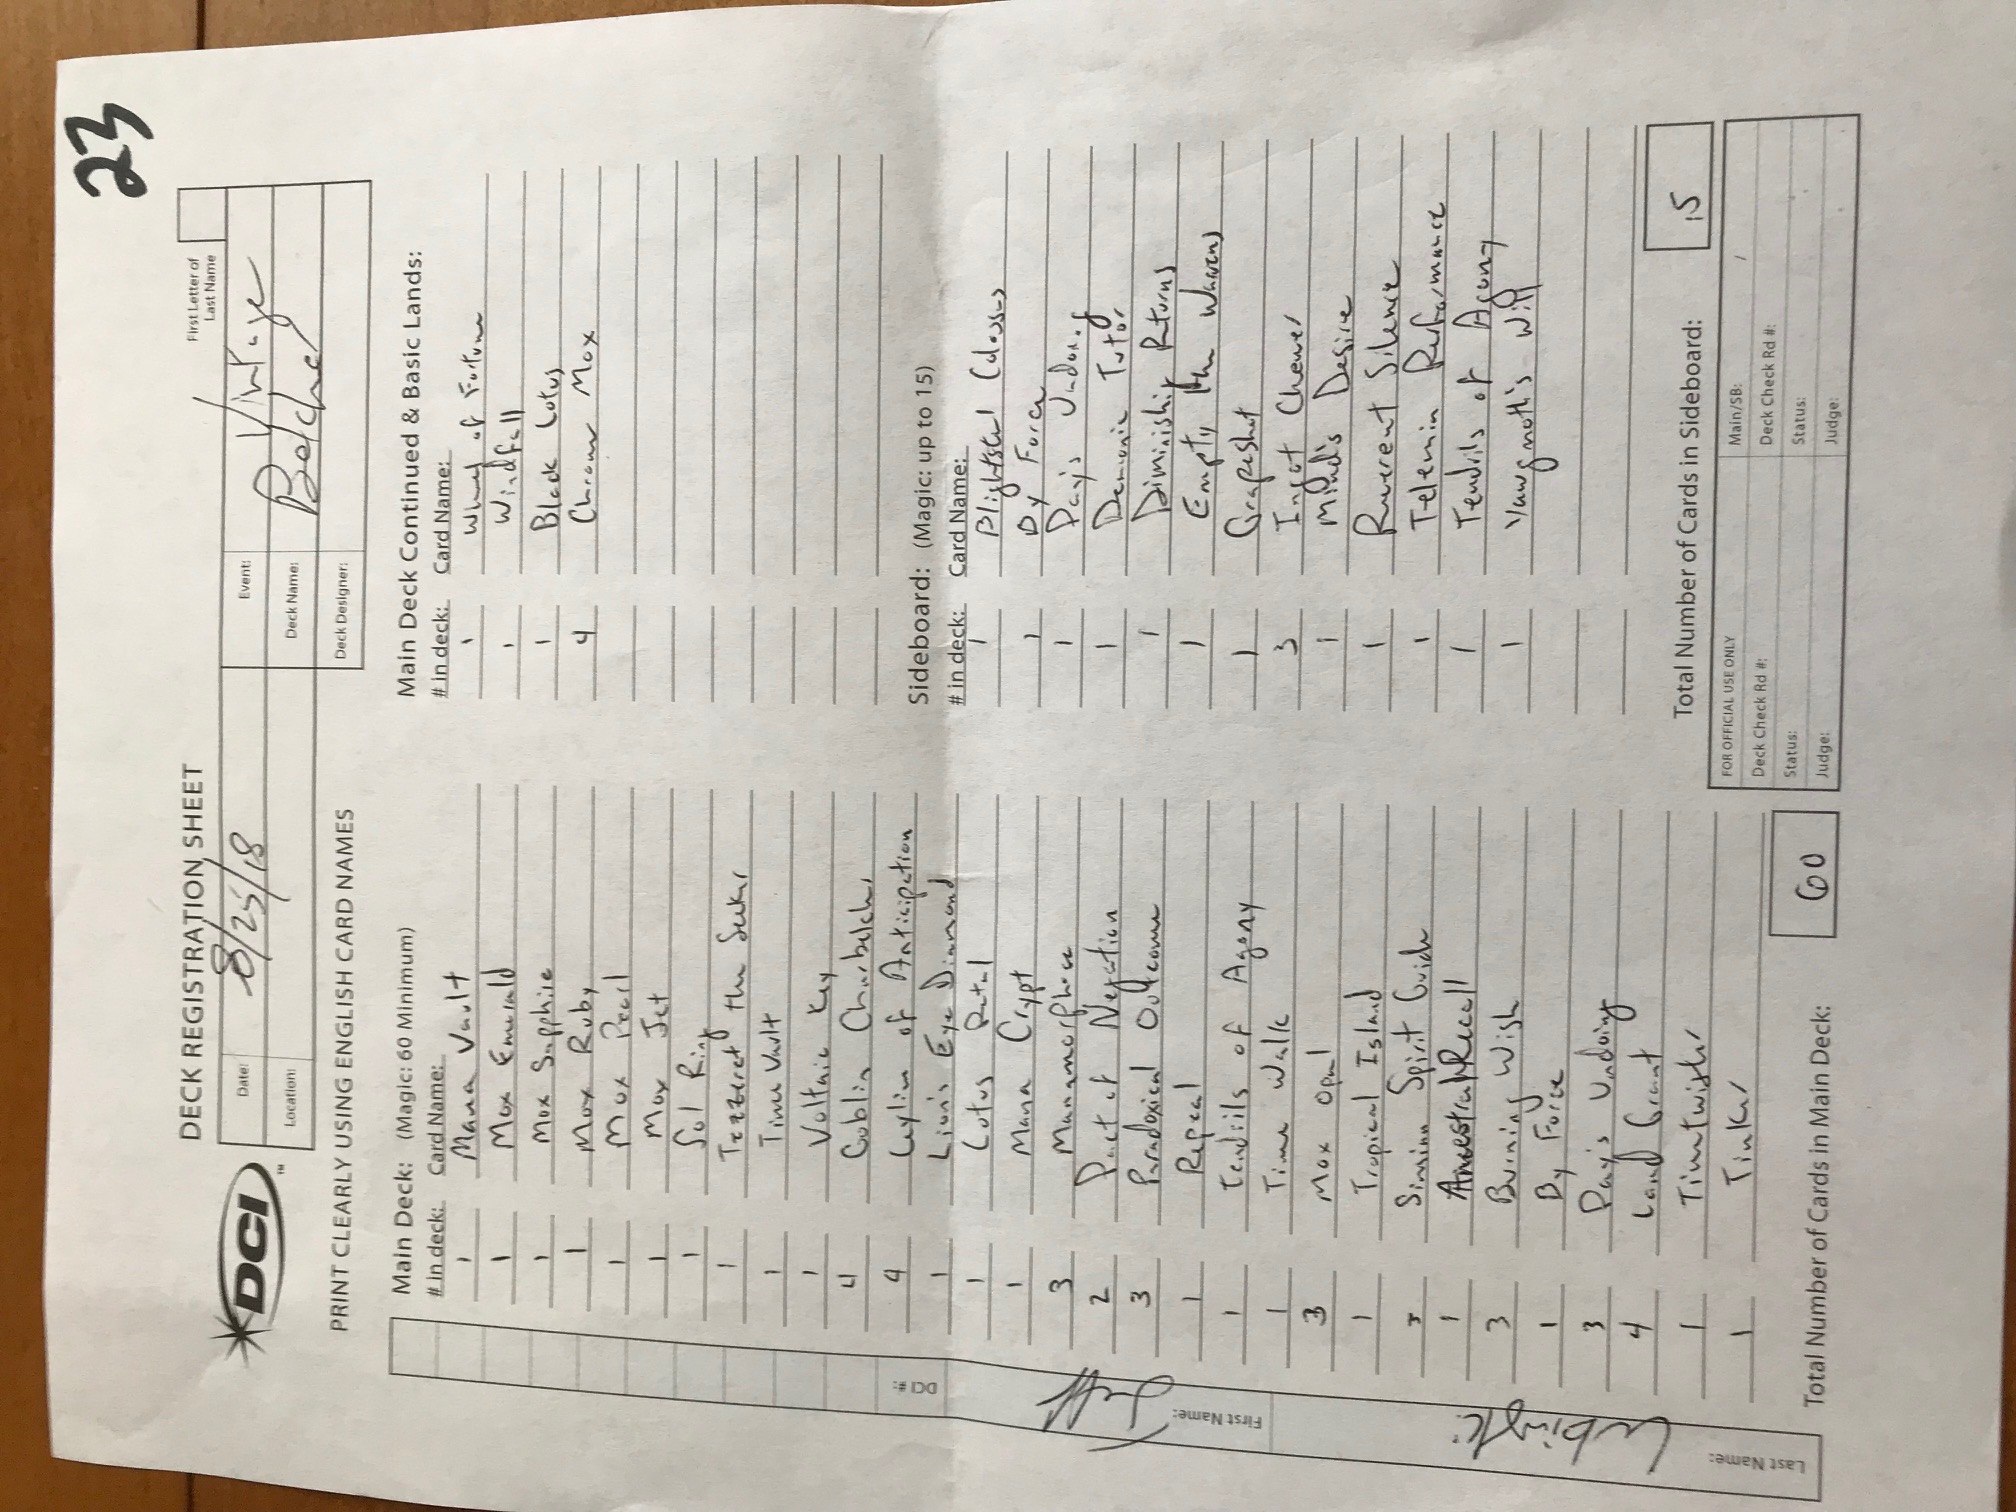 23
DECK REGISTRATION SHEET
First Letter of
Last Name
DCI
TM
Date: 8/25/18
Event: Vintage
Location:
Deck Name: Belcher
Deck Designer:
PRINT CLEARLY USING ENGLISH CARD NAMES
Main Deck: (Magic: 60 Minimum)
# in deck: Card Name:
1 Mana Vault
1 Mox Emerald
1 Mox Sapphire
1 Mox Ruby
1 Mox Pearl
1 Mox Jet
1 Sol Ring
1 Tezzeret the Seeker
1 Time Vault
1 Voltaic Key
4 Goblin Charbelcher
4 Leyline of Anticipation
1 Lion's Eye Diamond
1 Lotus Petal
1 Mana Crypt
3 Manamorphose
2 Pact of Negation
3 Paradoxical Outcome
1 Repeal
1 Tendrils of Agony
1 Time Walk
3 Mox Opal
1 Tropical Island
Simian Spirit Guide
1 Ancestral Recall
3 Burning Wish
1 By Force
3 Day's Undoing
4 Land Grant
1 Timetwister
1 Tinker
Total Number of Cards in Main Deck: 60
Main Deck Continued & Basic Lands:
# in deck: Card Name:
1 Wheel of Fortune
1 Windfall
1 Black Lotus
4 Chrome Mox
Sideboard: (Magic: up to 15)
# in deck: Card Name:
1 Blightsteel Colossus
1 By Force
1 Day's Undoing
1 Demonic Tutor
1 Diminishing Returns
1 Empty the Warrens
1 Grapeshot
3 Ingot Chewer
1 Mind's Desire
1 Reverent Silence
1 Telemin Performance
1 Tendrils of Agony
1 Yawgmoth's Will
Total Number of Cards in Sideboard: 15
FOR OFFICIAL USE ONLY
Main/SB: /
Deck Check Rd #:
Deck Check Rd #:
Status:
Status:
Judge:
Judge:
DCI #:
First Name: Jeff
Last Name: Lubinski